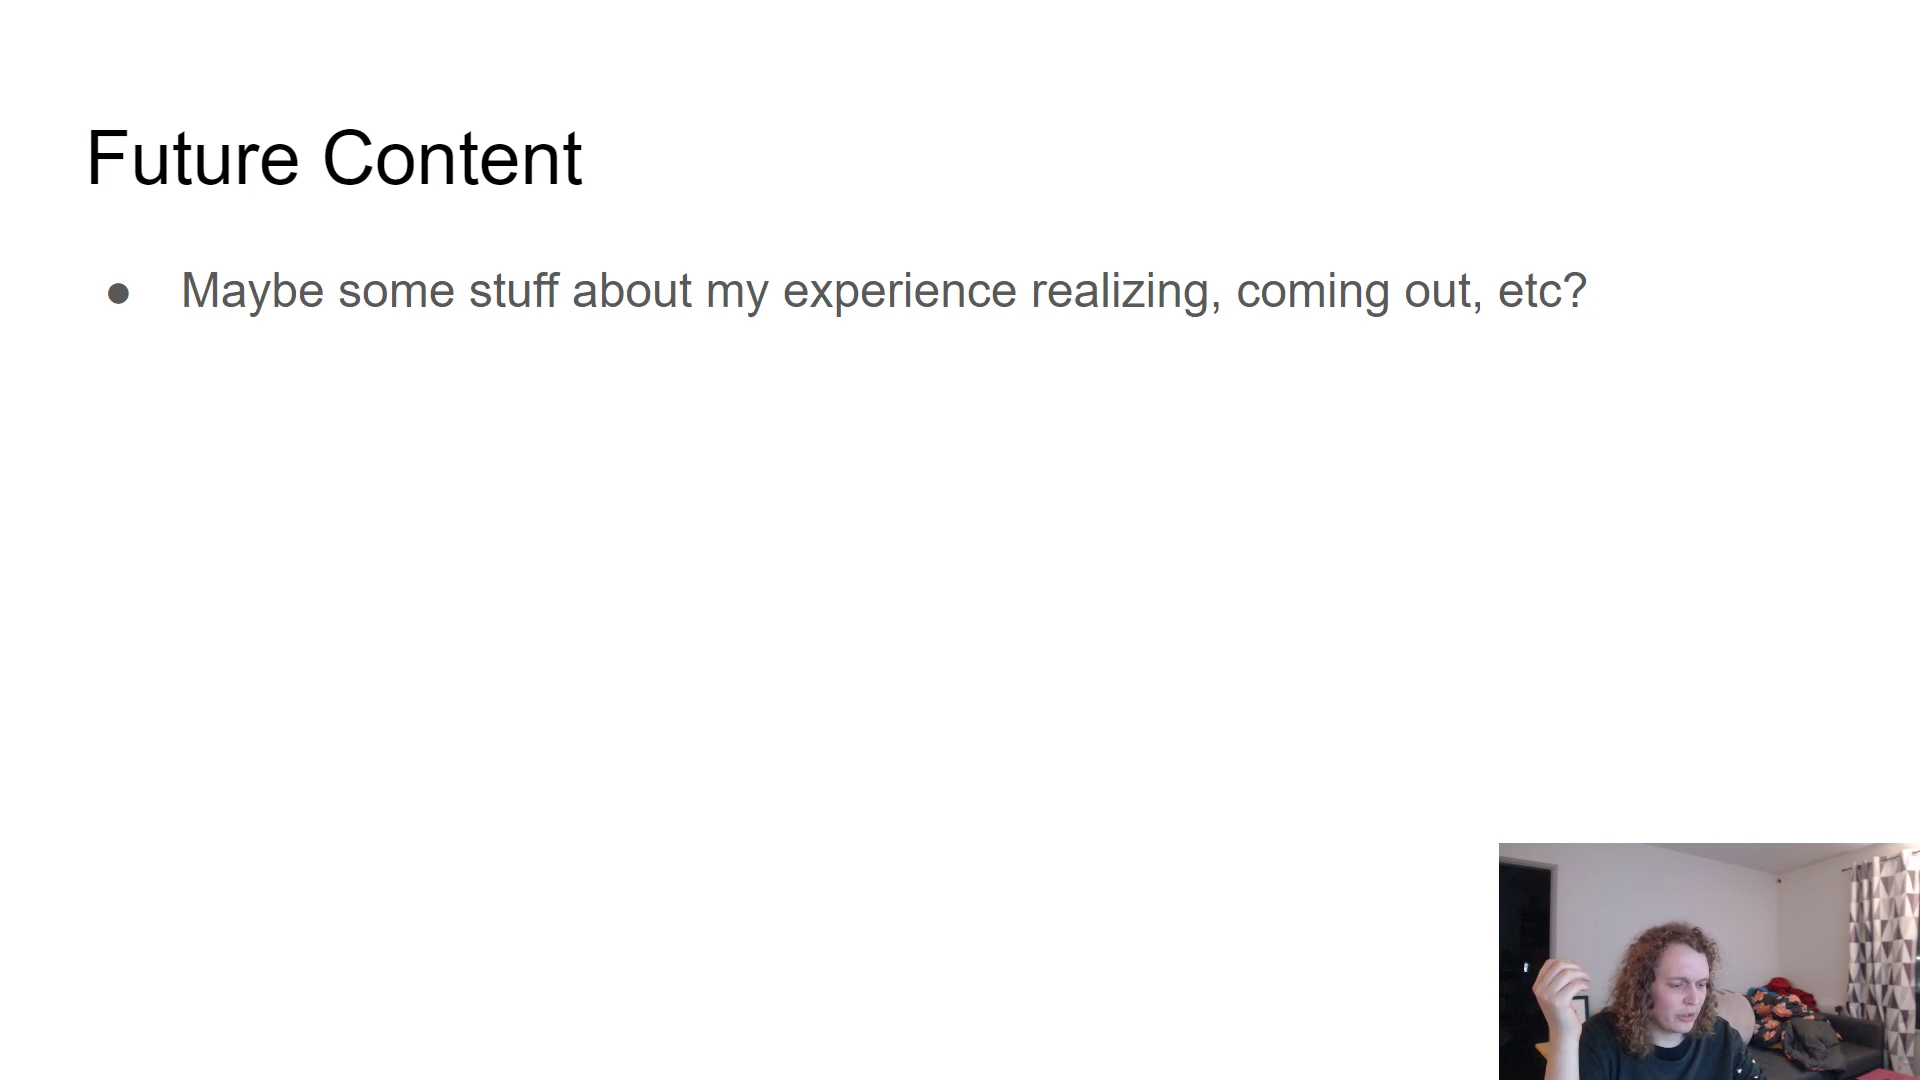 Future Content
● Maybe some stuff about my experience realizing, coming out, etc?